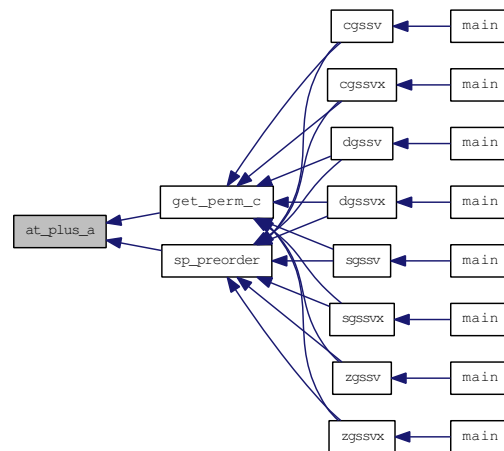 cgssv main
cgssvx main
dgssv main
get_perm_c dgssvx main
at_plus_a
sp_preorder sgssv main
sgssvx main
zgssv main
zgssvx main